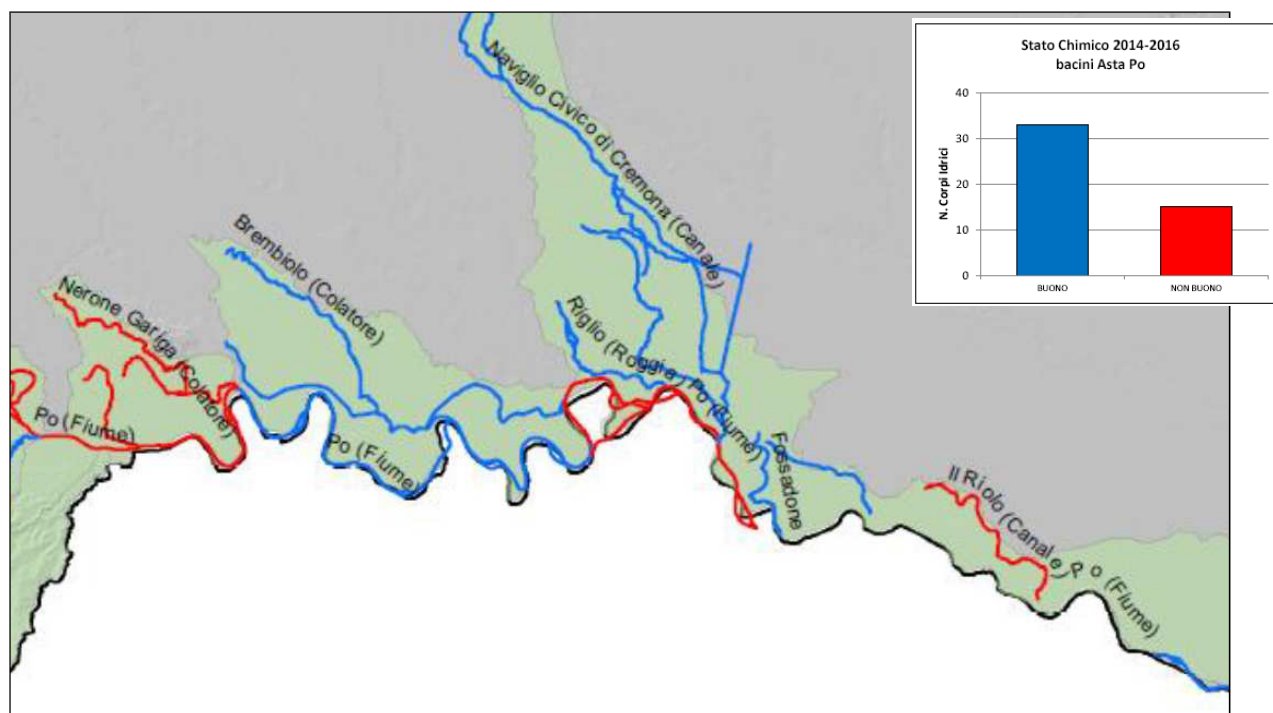 Stato Chimico 2014-2016
bacini Asta Po
N. Corpi Idrici
40
30
20
10
0
BUONO
NON BUONO
Naviglio Civico di Cremona (Canale)
Brembiolo (Colatore)
Nerone Gariga (Colatore)
Riglio (Roggia)
Po (Fiume)
Po (Fiume)
Po (Fiume)
Fossadone
Il Riolo (Canale)
Po (Fiume)